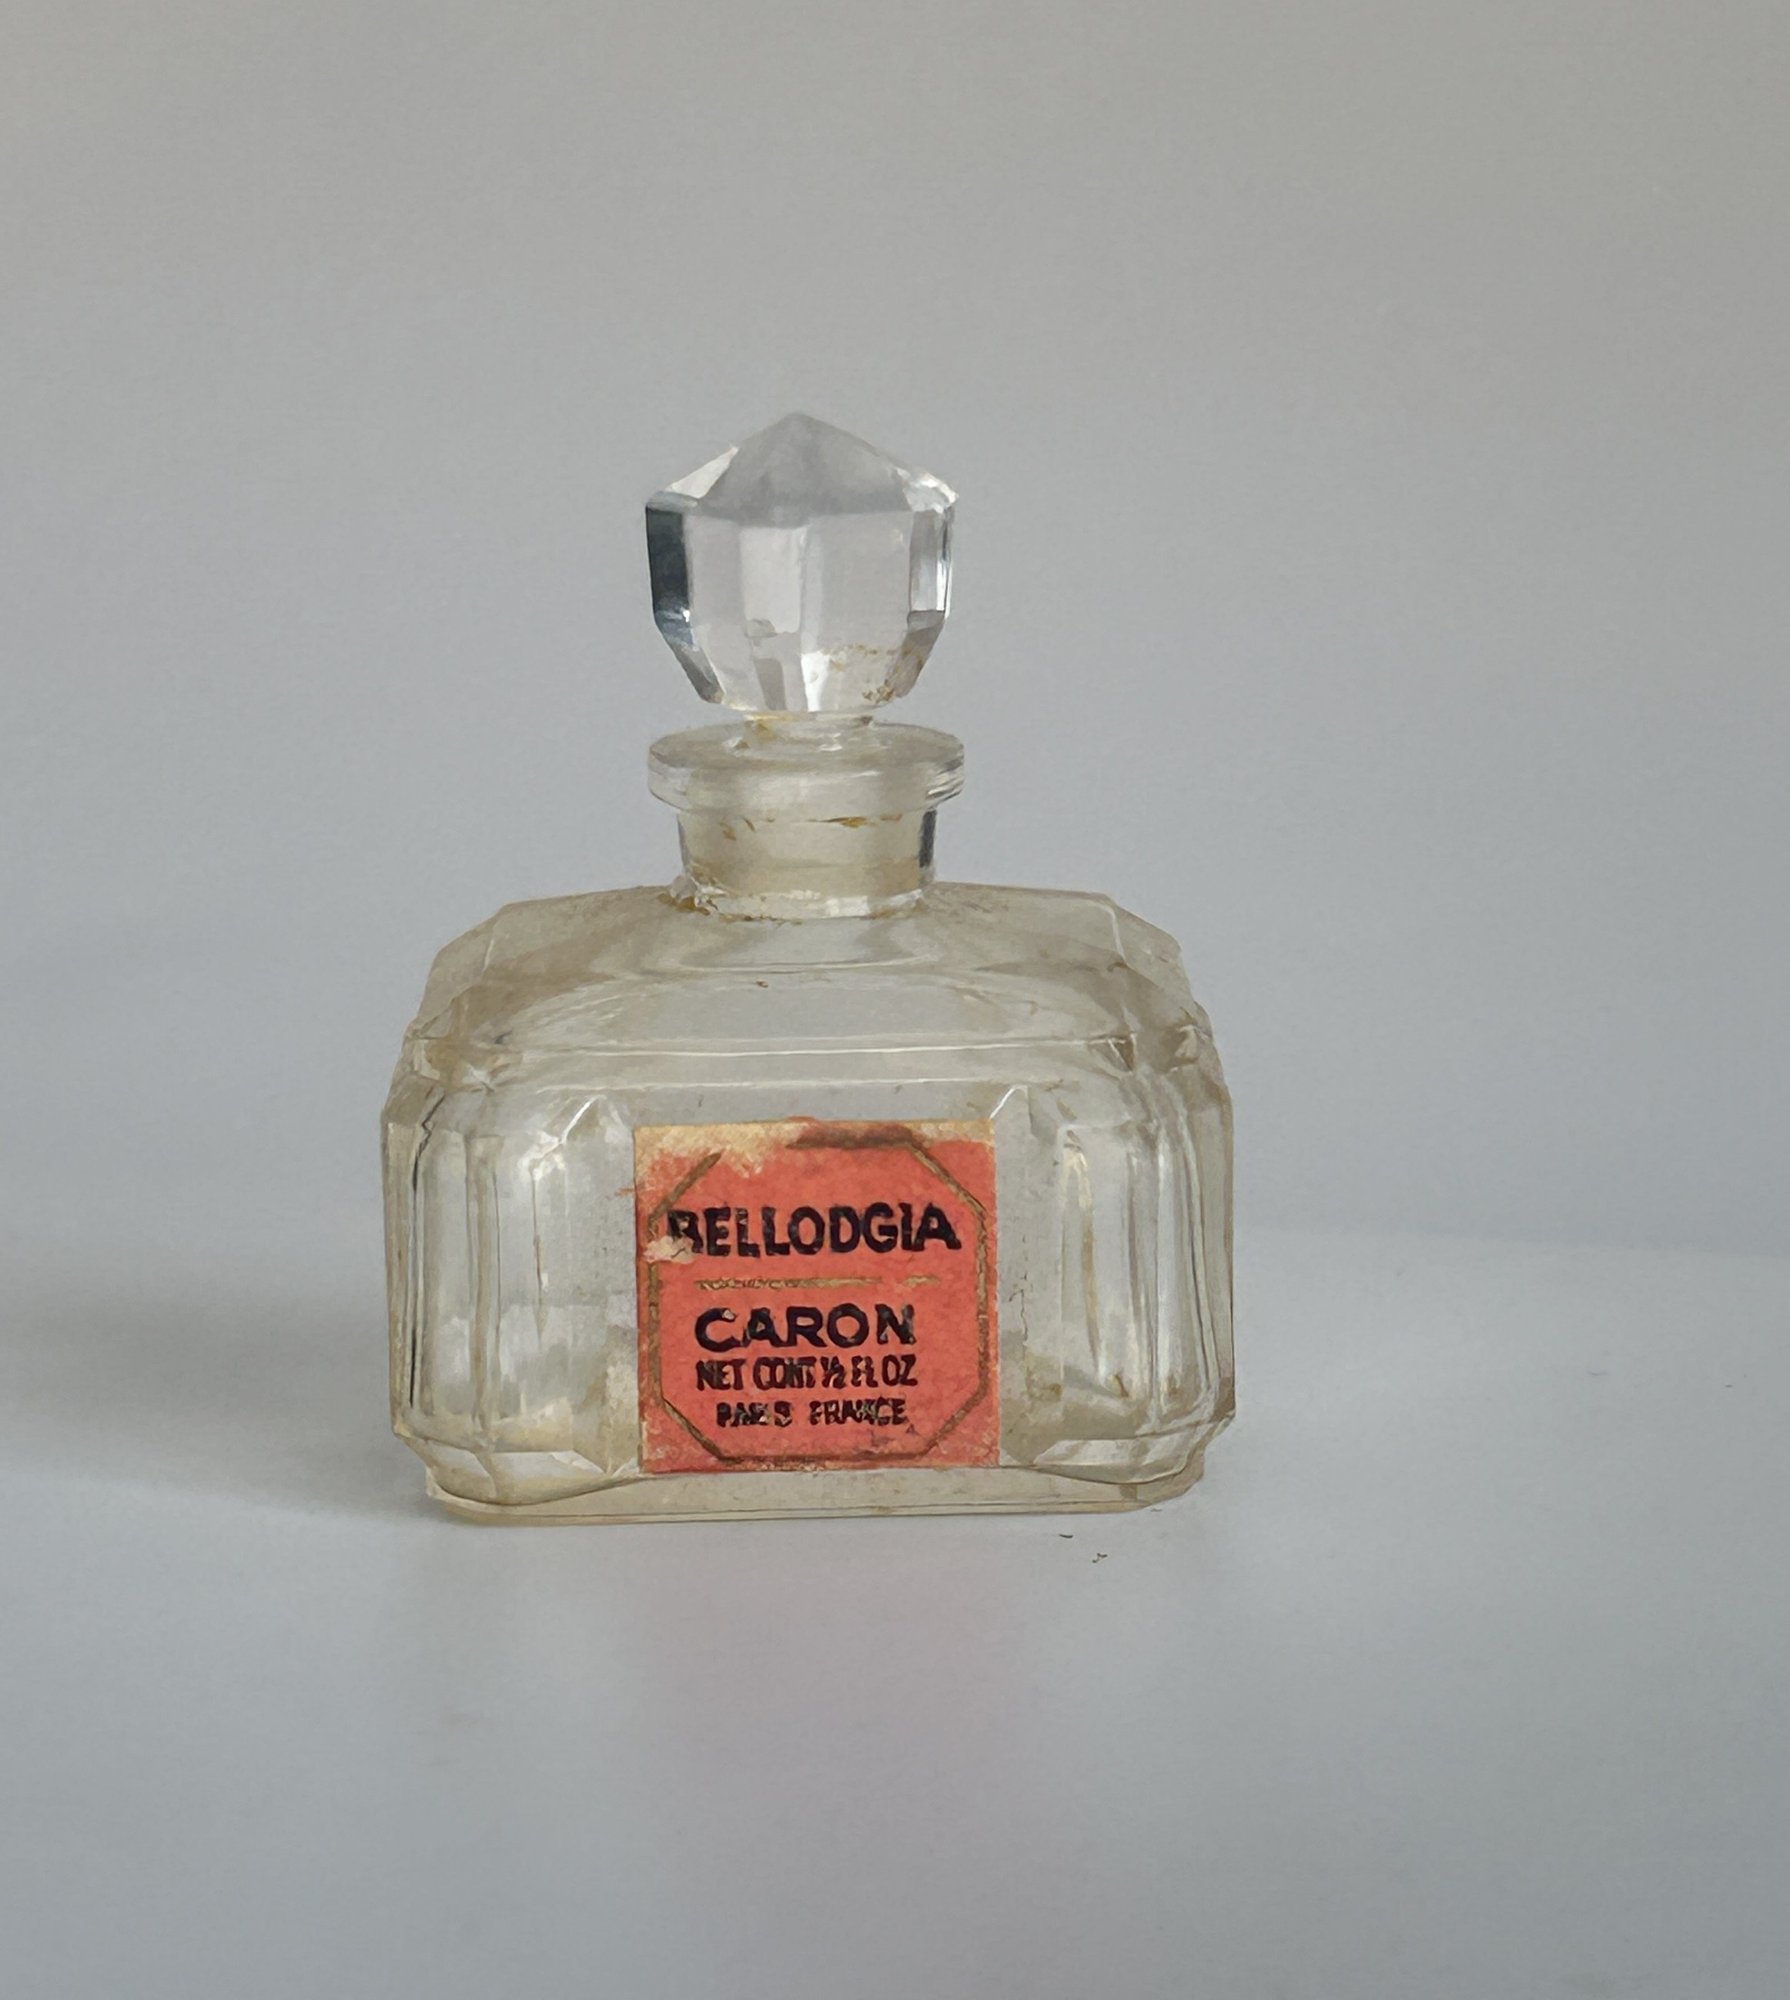 BELLODGIA
CARON
NET CONT ½ FL OZ
PARIS FRANCE